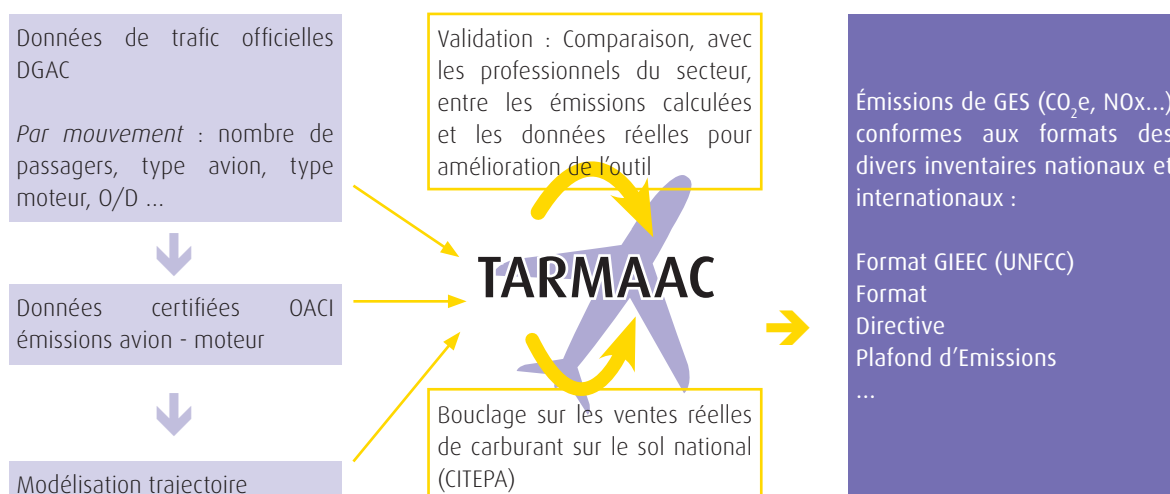 Données de trafic officielles
DGAC
Par mouvement : nombre de
passagers, type avion, type
moteur, O/D ...
Données certifiées OACI
émissions avion - moteur
Modélisation trajectoire
Validation : Comparaison, avec
les professionnels du secteur,
entre les émissions calculées
et les données réelles pour
amélioration de l'outil
TARMAAC
Bouclage sur les ventes réelles
de carburant sur le sol national
(CITEPA)
Émissions de GES (CO₂e, NOx...)
conformes aux formats des
divers inventaires nationaux et
internationaux :
Format GIEEC (UNFCC)
Format
Directive
Plafond d'Emissions
...